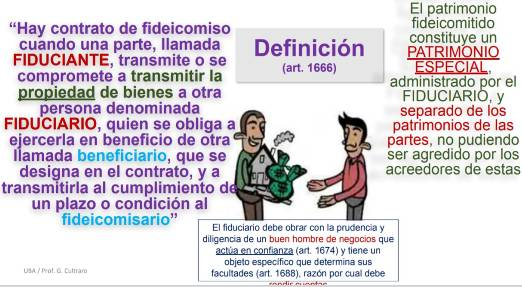 “Hay contrato de fideicomiso
cuando una parte, llamada
FIDUCIANTE, transmite o se
compromete a transmitir la
propiedad de bienes a otra
persona denominada
FIDUCIARIO, quien se obliga a
ejercerla en beneficio de otra
llamada beneficiario, que se
designa en el contrato, y a
transmitirla al cumplimiento de
un plazo o condición al
fideicomisario”
Definición
(art. 1666)
El patrimonio
fideicomitido
constituye un
PATRIMONIO
ESPECIAL,
administrado por el
FIDUCIARIO, y
separado de los
patrimonios de las
partes, no pudiendo
ser agredido por los
acreedores de estas
El fiduciario debe obrar con la prudencia y
diligencia de un buen hombre de negocios que
actúa en confianza (art. 1674) y tiene un
objeto específico que determina sus
facultades (art. 1688), razón por cual debe
rendir cuentas
UBA / Prof. G. Cultraro